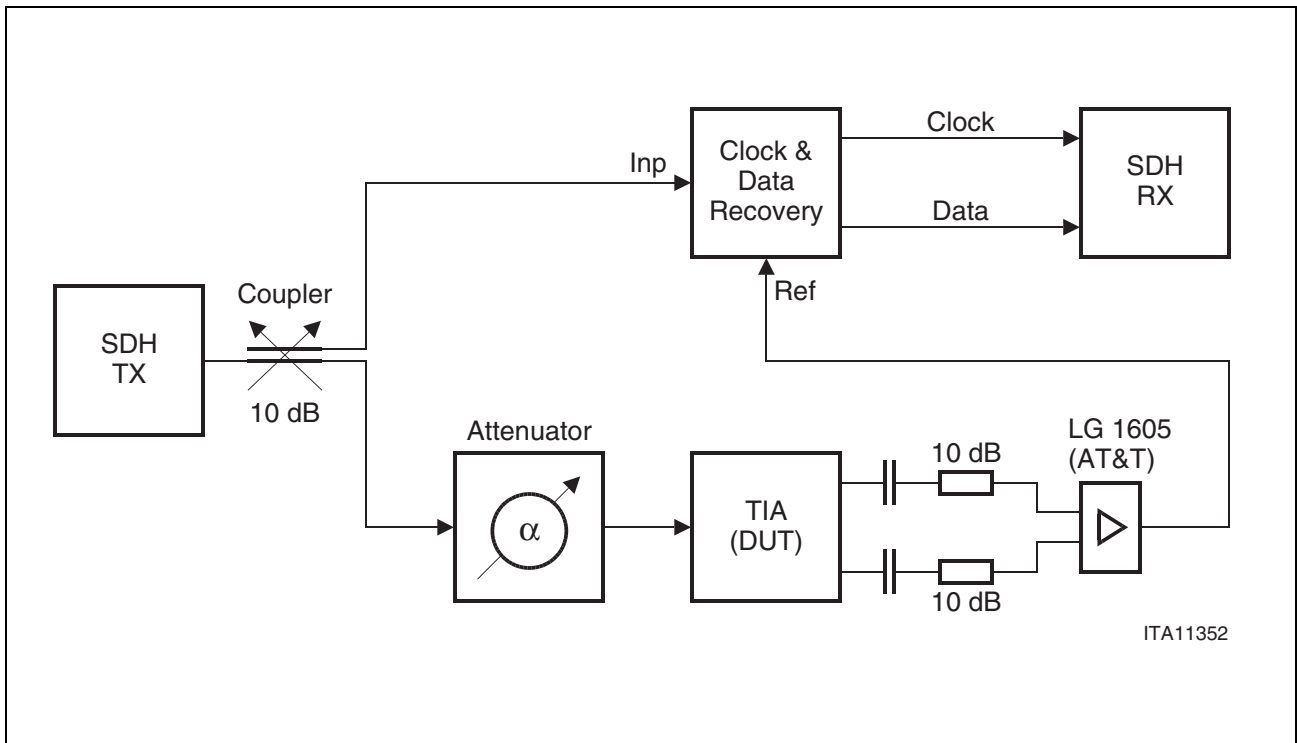 Clock
Inp
Clock &
Data
Recovery
SDH
RX
Data
Ref
Coupler
SDH
TX
10 dB
Attenuator
α
TIA
(DUT)
10 dB
10 dB
LG 1605
(AT&T)
ITA11352